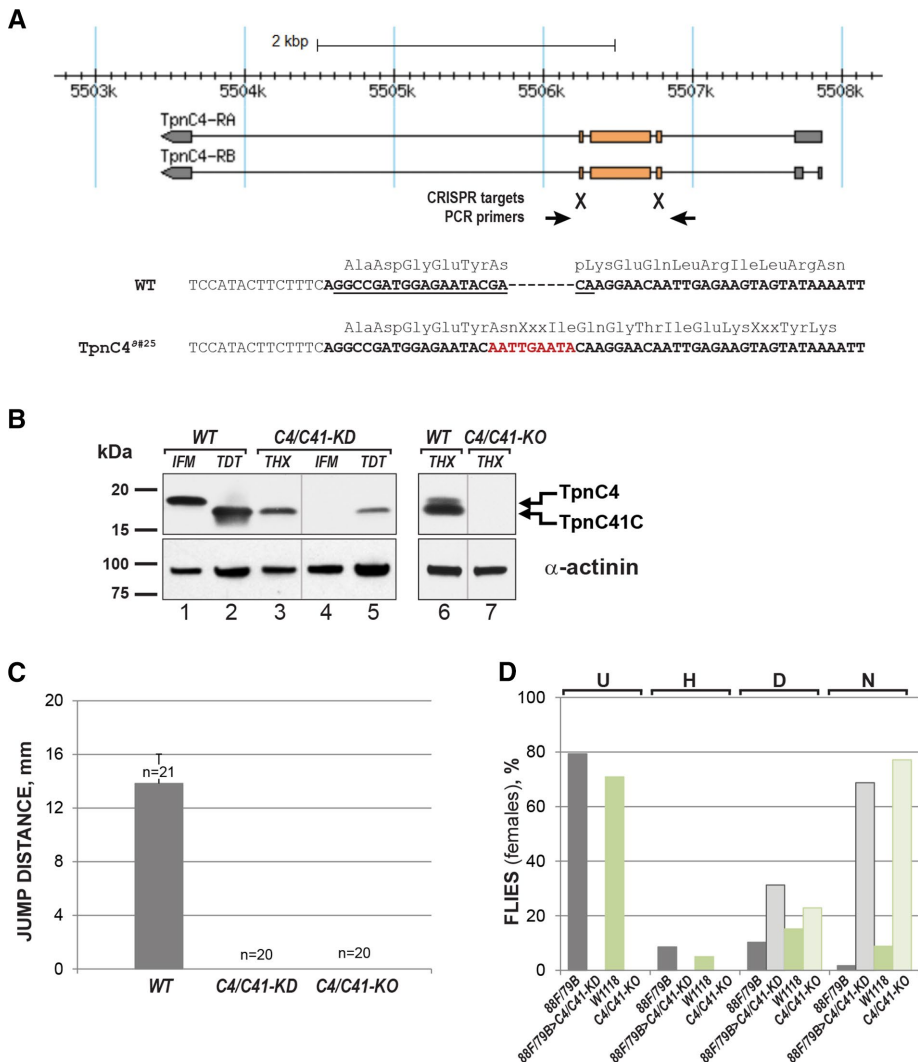 A
2 kbp
5503k 5504k 5505k 5506k 5507k 5508k
TpnC4-RA
TpnC4-RB
CRISPR targets X X
PCR primers
AlaAspGlyGluTyrAs pLysGluGlnLeuArgIleLeuArgAsn
WT TCCATACTTCTTTCAGGCCGATGGAGAATACGA-------CAAGGAACAATTGAGAAGTAGTATAAAATT
AlaAspGlyGluTyrAsnXxxIleGlnGlyThrIleGluLysXxxTyrLys
TpnC4ə#25 TCCATACTTCTTTCAGGCCGATGGAGAATACAATTGAATACAAGGAACAATTGAGAAGTAGTATAAAATT
B
WT C4/C41-KD WT C4/C41-KO
kDa IFM TDT THX IFM TDT THX THX
20
15
TpnC4
TpnC41C
100
75
α-actinin
1 2 3 4 5 6 7
C
JUMP DISTANCE, mm
20
16
12
8
4
0
n=21
n=20
n=20
WT C4/C41-KD C4/C41-KO
D
U H D N
FLIES (females), %
100
80
60
40
20
0
88F/79B 88F/79B>C4/C41-KD W1118 C4/C41-KO
88F/79B 88F/79B>C4/C41-KD W1118 C4/C41-KO
88F/79B 88F/79B>C4/C41-KD W1118 C4/C41-KO
88F/79B 88F/79B>C4/C41-KD W1118 C4/C41-KO